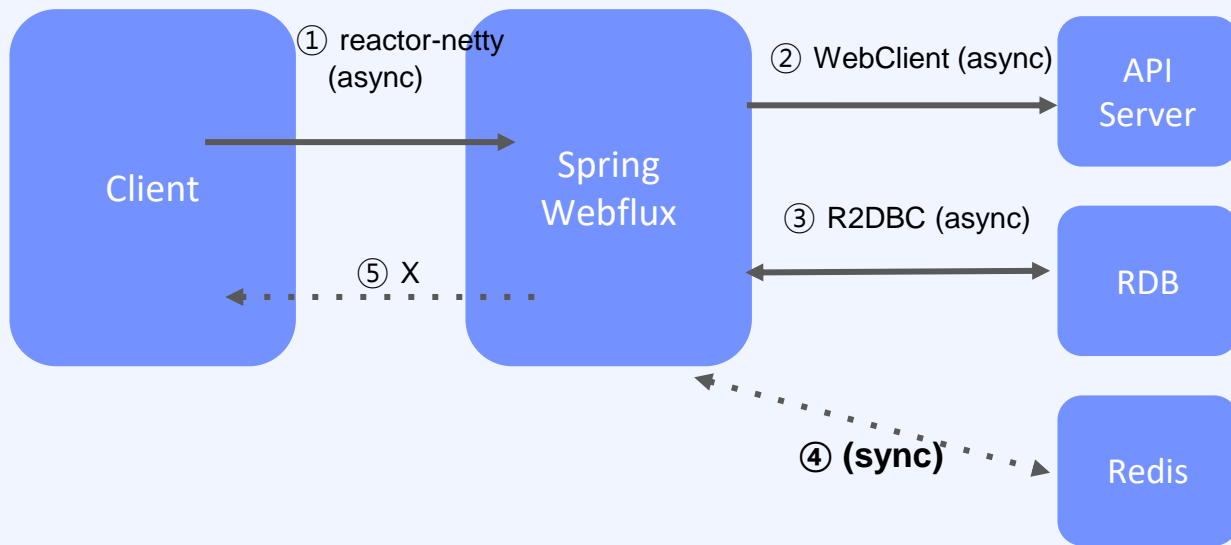 ① reactor-netty
(async)
② WebClient (async)
API
Server
Client
Spring
Webflux
③ R2DBC (async)
⑤ X
RDB
④ (sync)
Redis